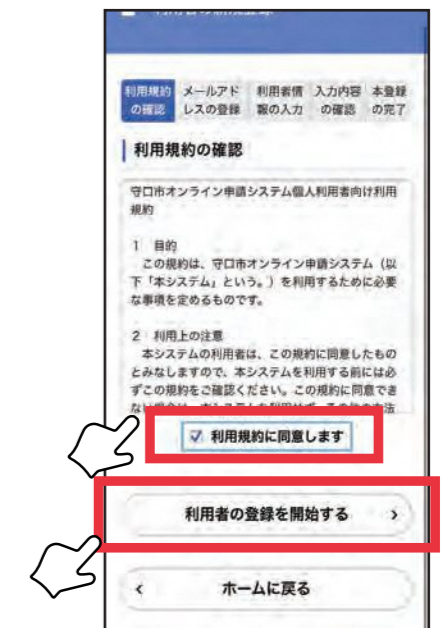 利用規約 メールアド 利用者情 入力内容 本登録
の確認 レスの登録 報の入力 の確認 の完了
利用規約の確認
守口市オンライン申請システム個人利用者向け利用
規約
1 目的
この規約は、守口市オンライン申請システム（以
下「本システム」という。）を利用するために必要
な事項を定めるものです。
2 利用上の注意
本システムの利用者は、この規約に同意したもの
とみなしますので、本システムを利用する前には必
ずこの規約をご確認ください。この規約に同意でき
利用規約に同意します
利用者の登録を開始する
ホームに戻る